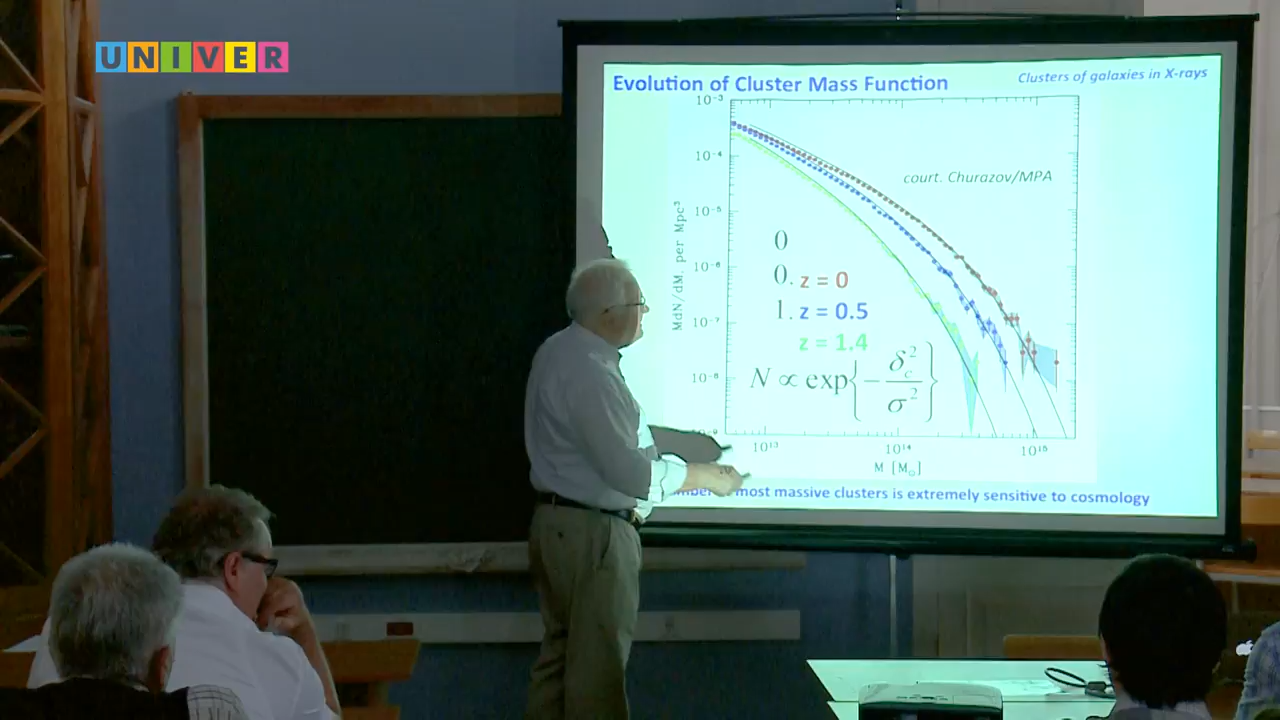 UNIVER
Evolution of Cluster Mass Function
Clusters of galaxies in X-rays
10⁻³
10⁻⁴
10⁻⁵
10⁻⁶
10⁻⁷
10⁻⁸
MdN/dM, per Mpc³
court. Churazov/MPA
0
0. z = 0
1. z = 0.5
z = 1.4
N ∝ exp{−δ_c²/σ²}
10¹³ 10¹⁴ 10¹⁵
M [M☉]
most massive clusters is extremely sensitive to cosmology